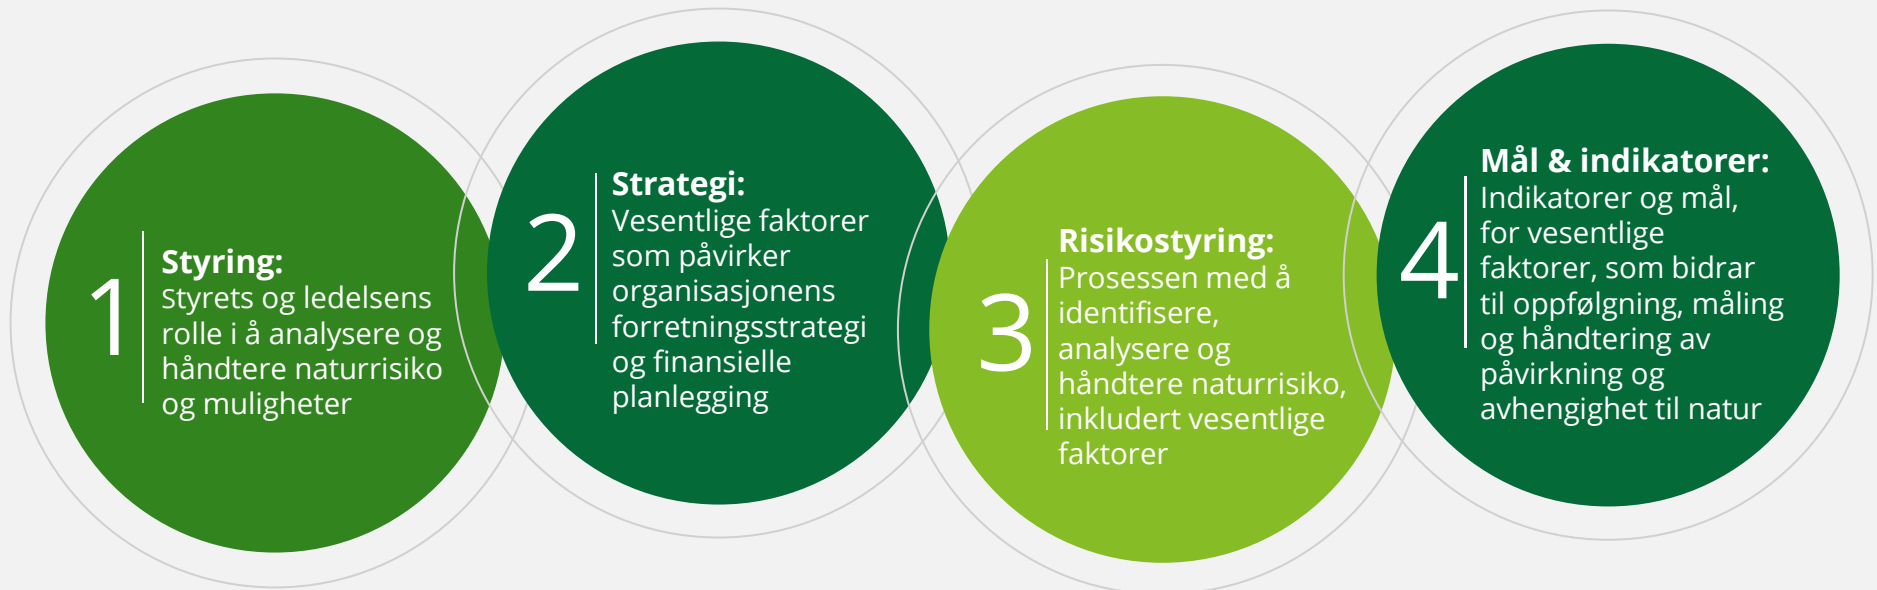 1
Styring:
Styrets og ledelsens
rolle i å analysere og
håndtere naturrisiko
og muligheter
2
Strategi:
Vesentlige faktorer
som påvirker
organisasjonens
forretningsstrategi
og finansielle
planlegging
3
Risikostyring:
Prosessen med å
identifisere,
analysere og
håndtere naturrisiko,
inkludert vesentlige
faktorer
4
Mål & indikatorer:
Indikatorer og mål,
for vesentlige
faktorer, som bidrar
til oppfølgning, måling
og håndtering av
påvirkning og
avhengighet til natur